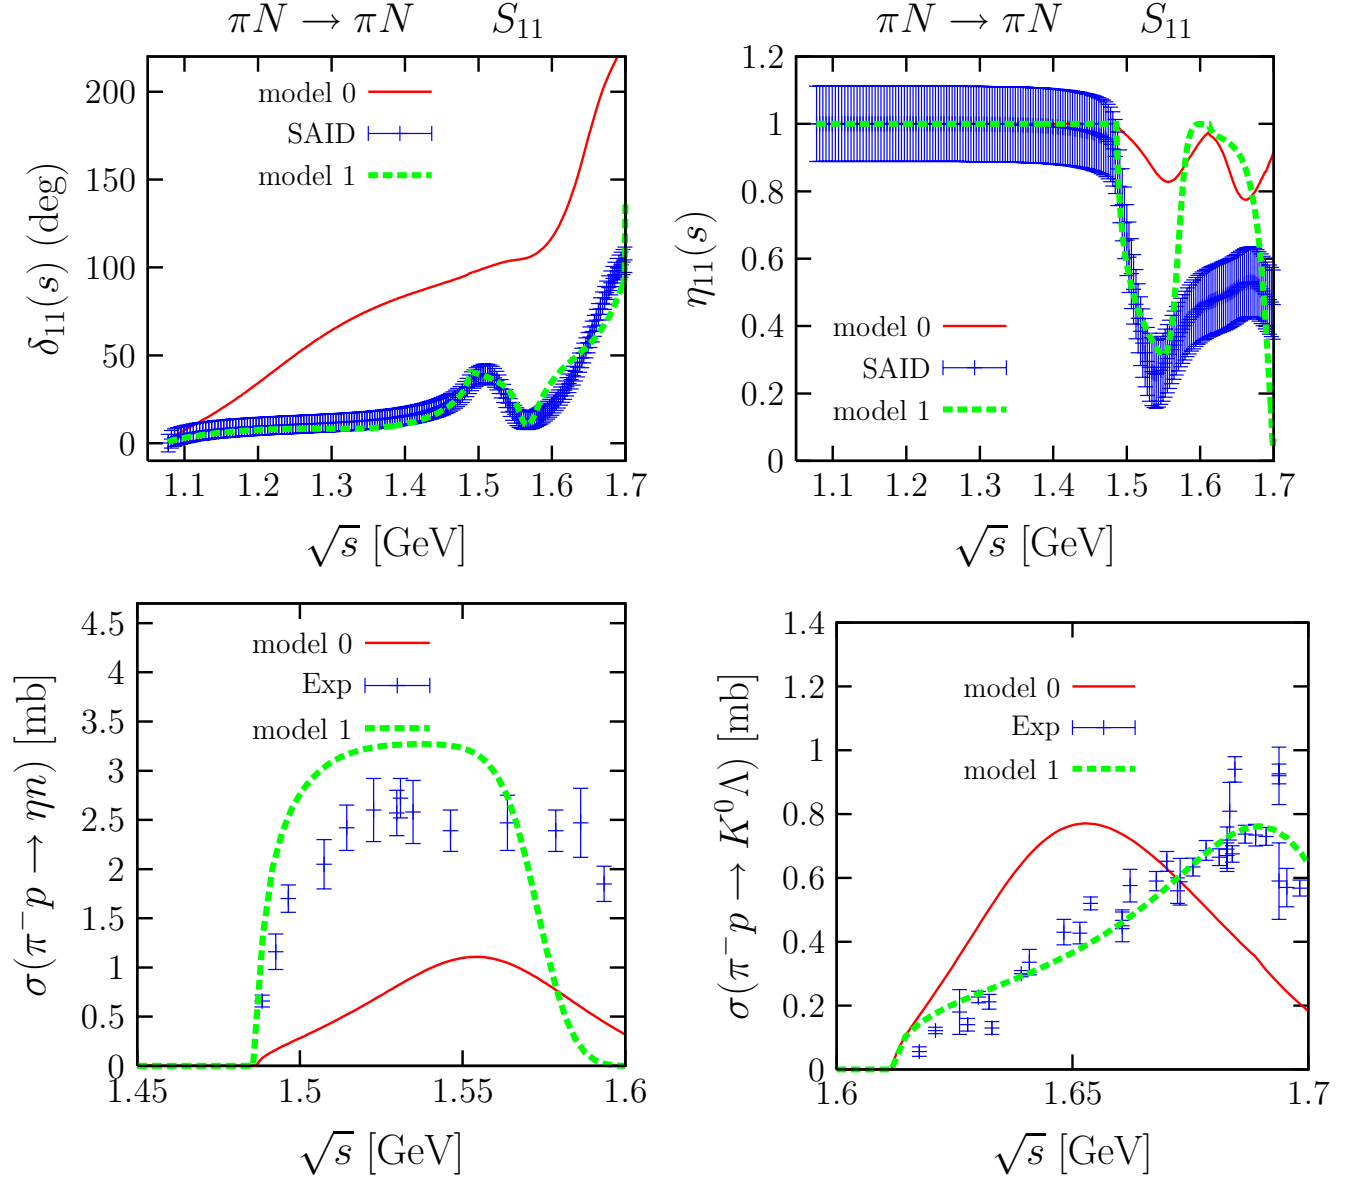 πN → πN S₁₁
δ₁₁(s) (deg)
200
150
100
50
0
model 0
SAID
model 1
1.1 1.2 1.3 1.4 1.5 1.6 1.7
√s [GeV]
πN → πN S₁₁
η₁₁(s)
1.2
1
0.8
0.6
0.4
0.2
0
model 0
SAID
model 1
1.1 1.2 1.3 1.4 1.5 1.6 1.7
√s [GeV]
σ(π⁻p → ηn) [mb]
4.5
4
3.5
3
2.5
2
1.5
1
0.5
0
model 0
Exp
model 1
1.45 1.5 1.55 1.6
√s [GeV]
σ(π⁻p → K⁰Λ) [mb]
1.4
1.2
1
0.8
0.6
0.4
0.2
0
model 0
Exp
model 1
1.6 1.65 1.7
√s [GeV]